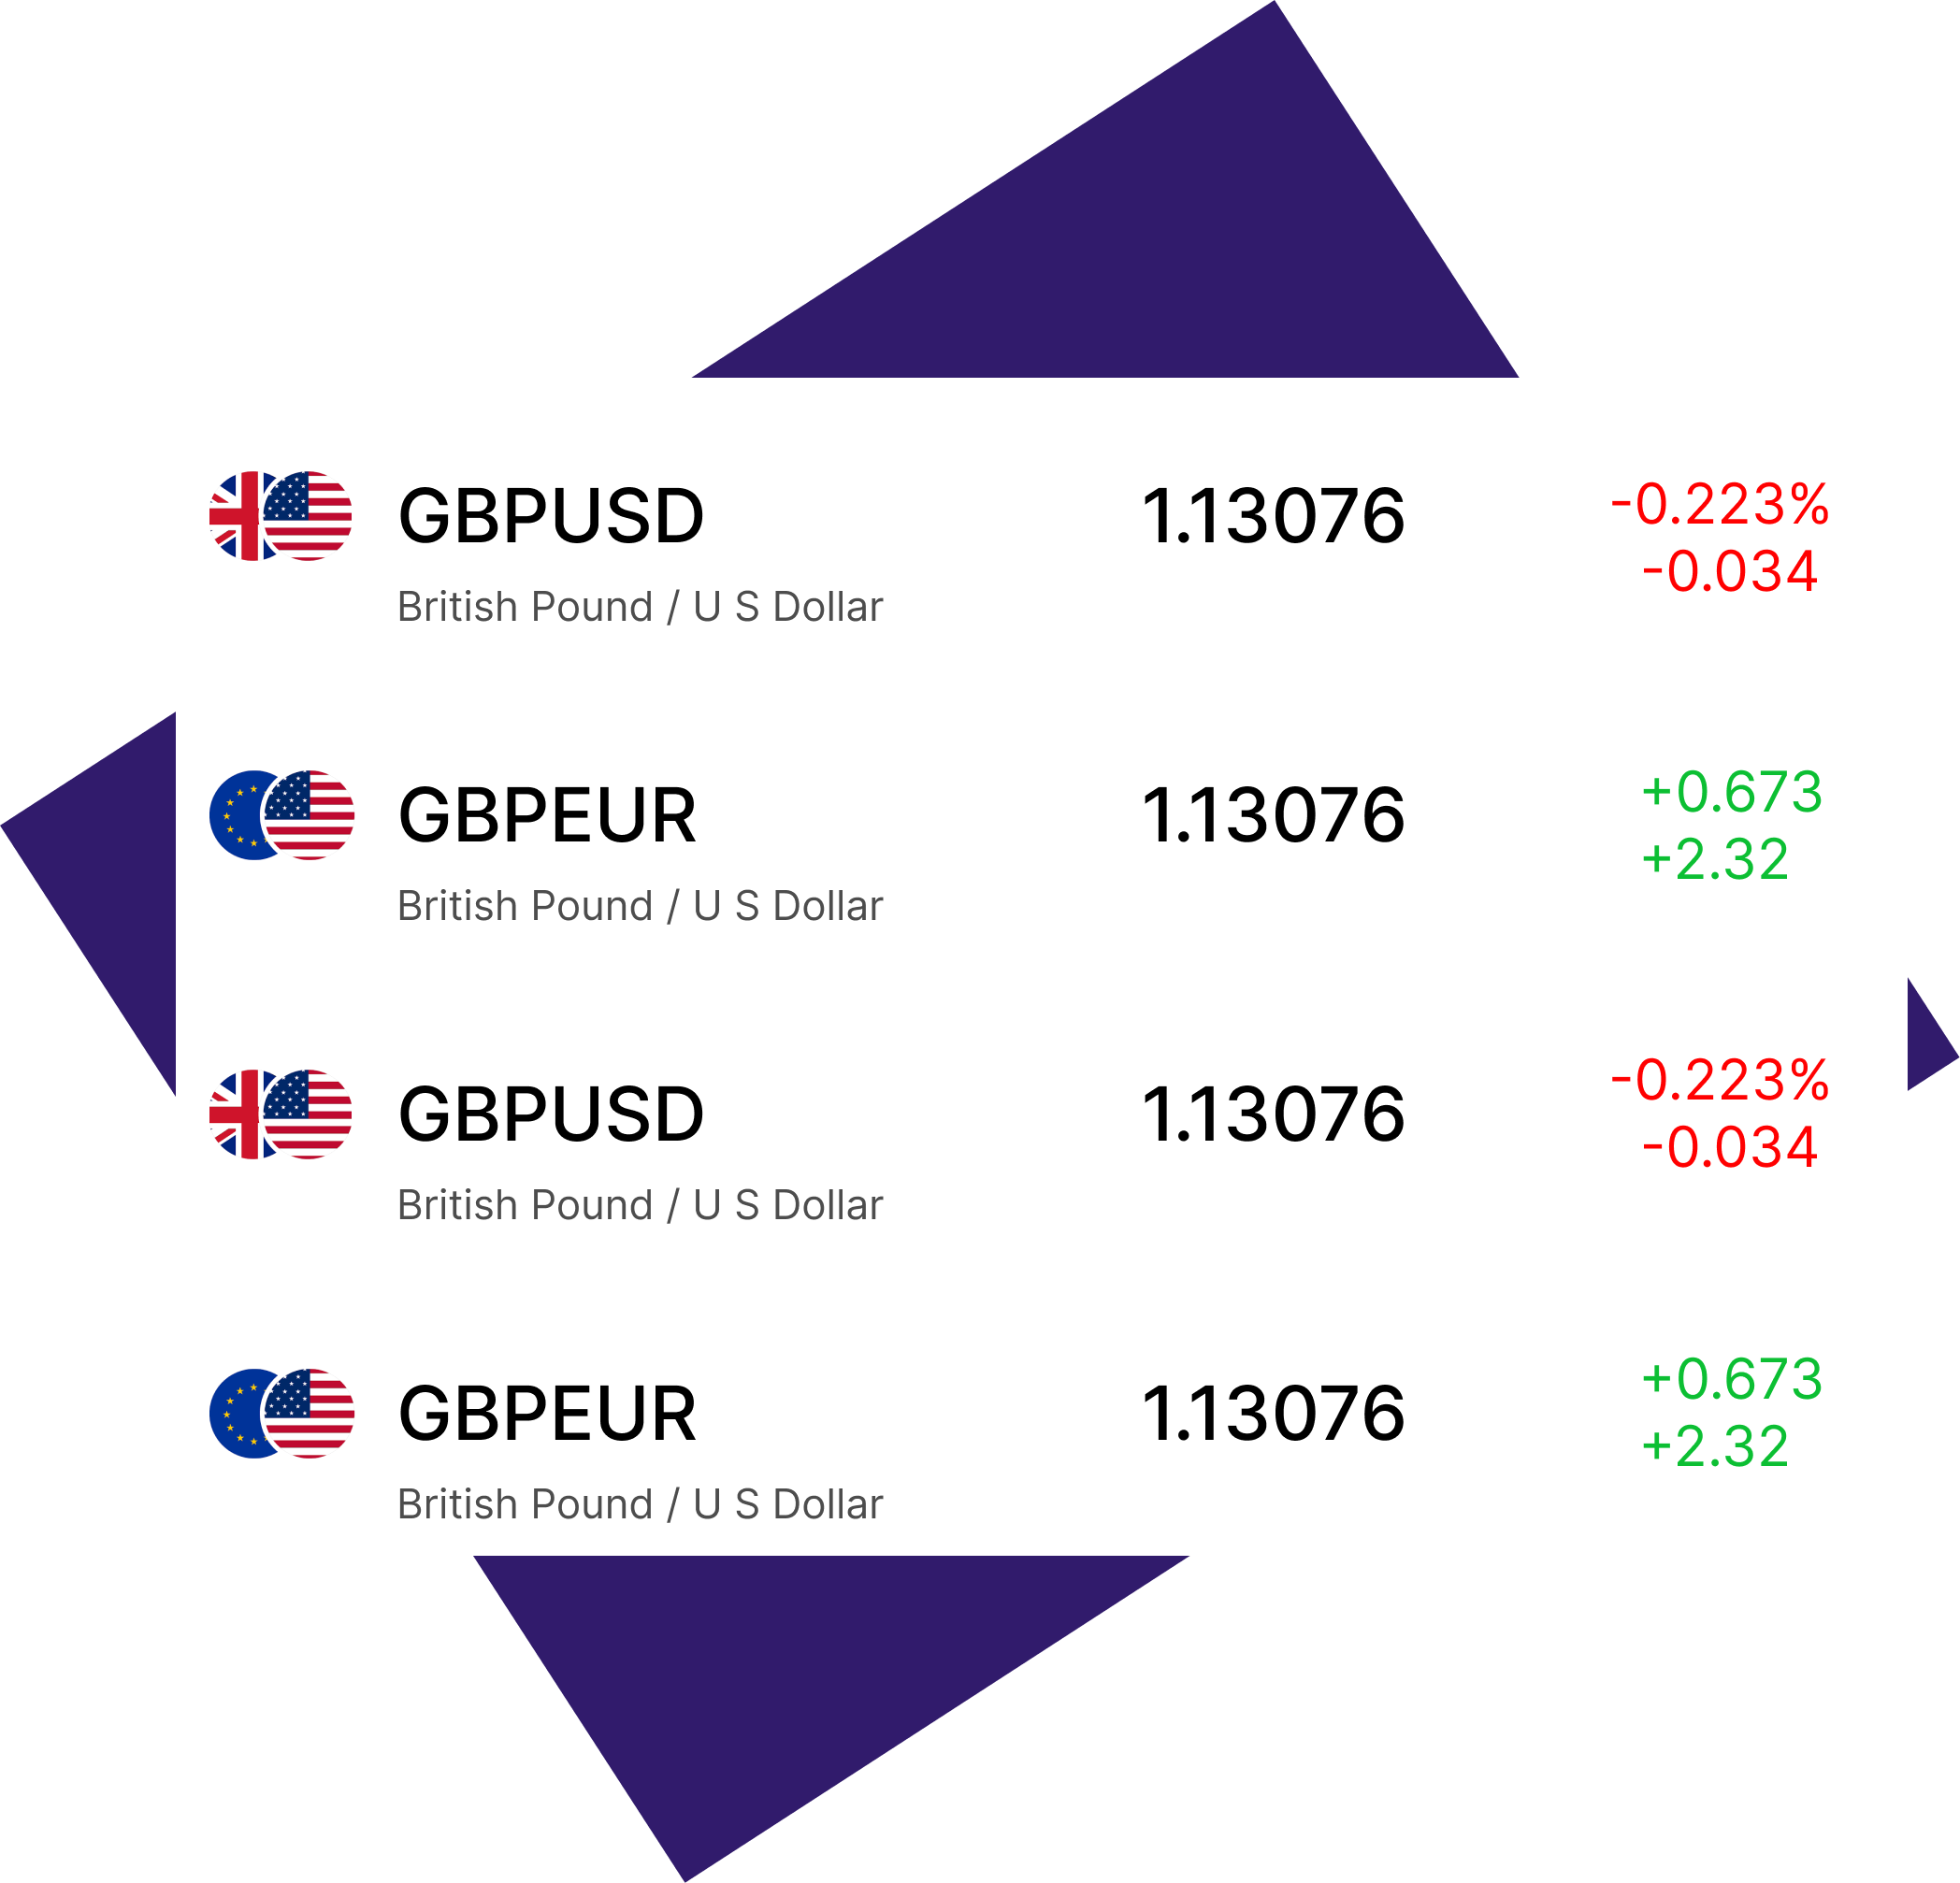 GBPUSD 1.13076 -0.223%
-0.034
British Pound / U S Dollar
GBPEUR 1.13076 +0.673
+2.32
British Pound / U S Dollar
GBPUSD 1.13076 -0.223%
-0.034
British Pound / U S Dollar
GBPEUR 1.13076 +0.673
+2.32
British Pound / U S Dollar